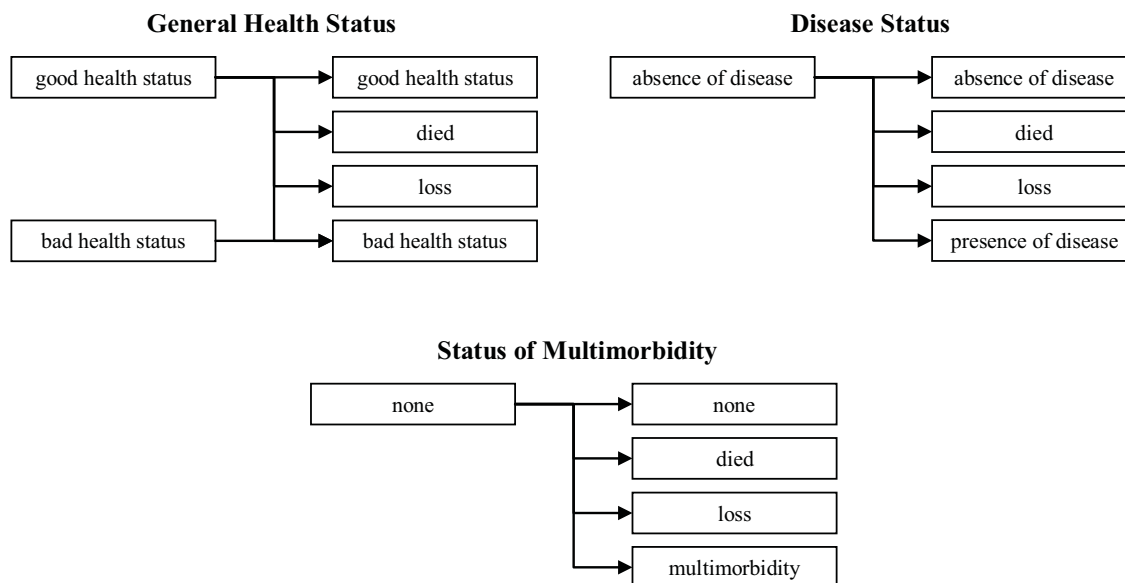 General Health Status
good health status
good health status
died
loss
bad health status
bad health status
Disease Status
absence of disease
absence of disease
died
loss
presence of disease
Status of Multimorbidity
none
none
died
loss
multimorbidity